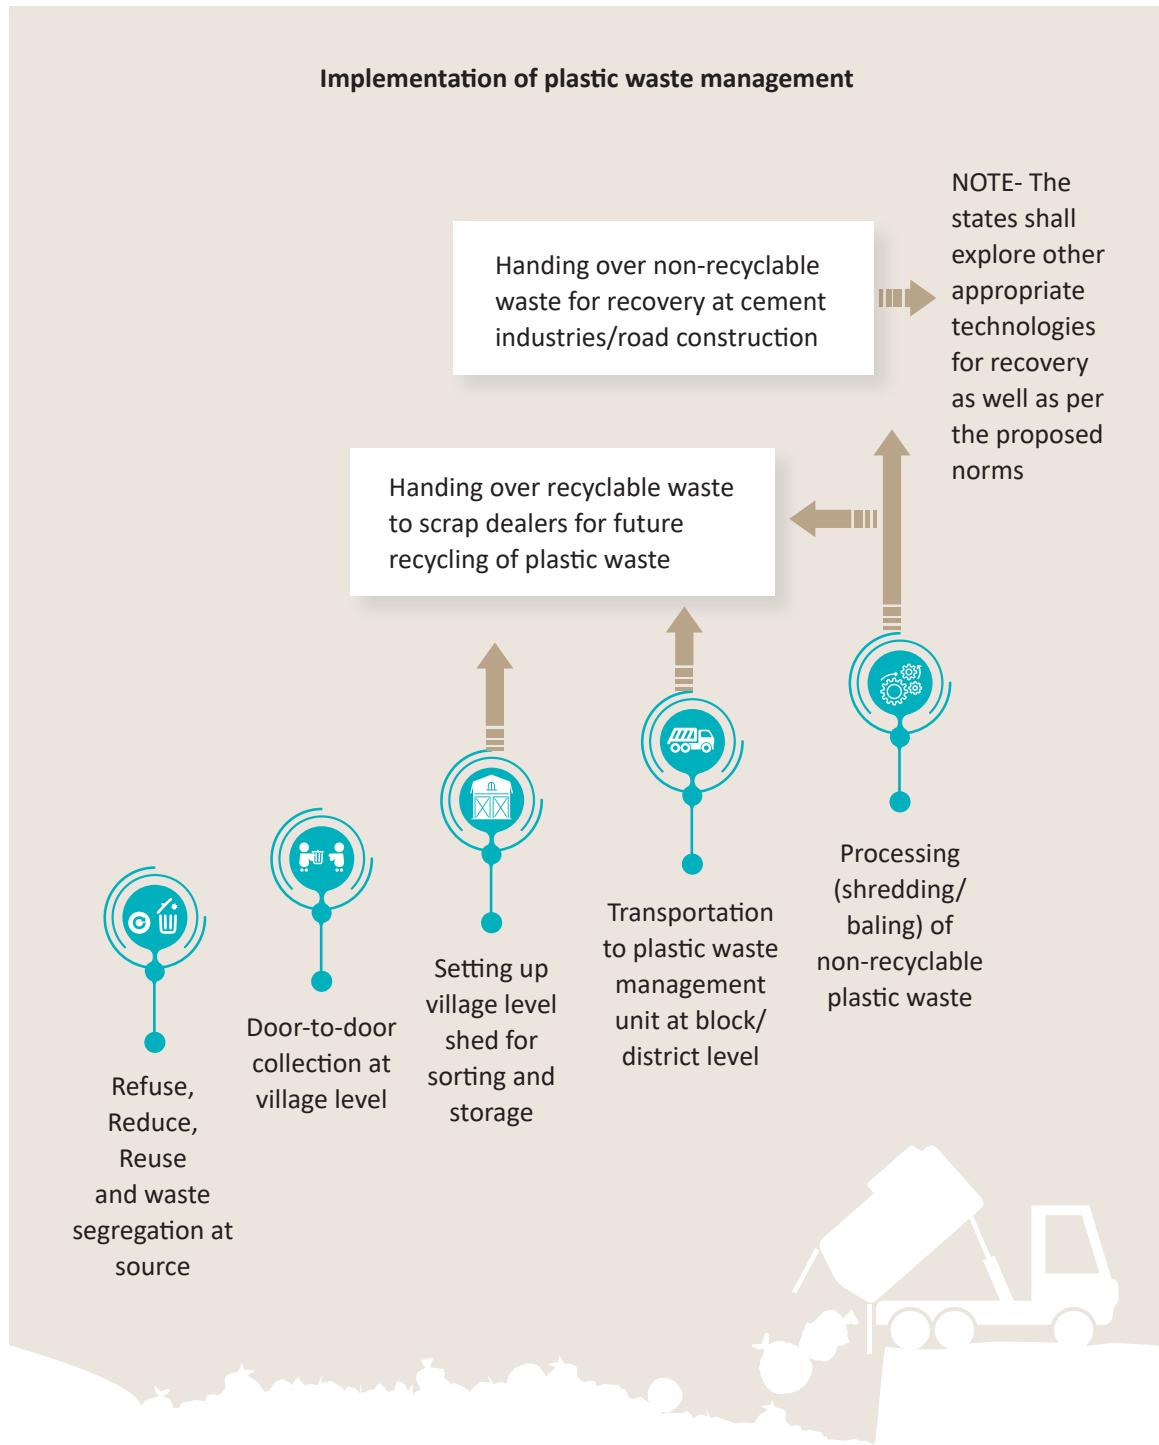 Implementation of plastic waste management
NOTE- The
states shall
explore other
appropriate
technologies
for recovery
as well as per
the proposed
norms
Handing over non-recyclable
waste for recovery at cement
industries/road construction
Handing over recyclable waste
to scrap dealers for future
recycling of plastic waste
Refuse,
Reduce,
Reuse
and waste
segregation at
source
Door-to-door
collection at
village level
Setting up
village level
shed for
sorting and
storage
Transportation
to plastic waste
management
unit at block/
district level
Processing
(shredding/
baling) of
non-recyclable
plastic waste